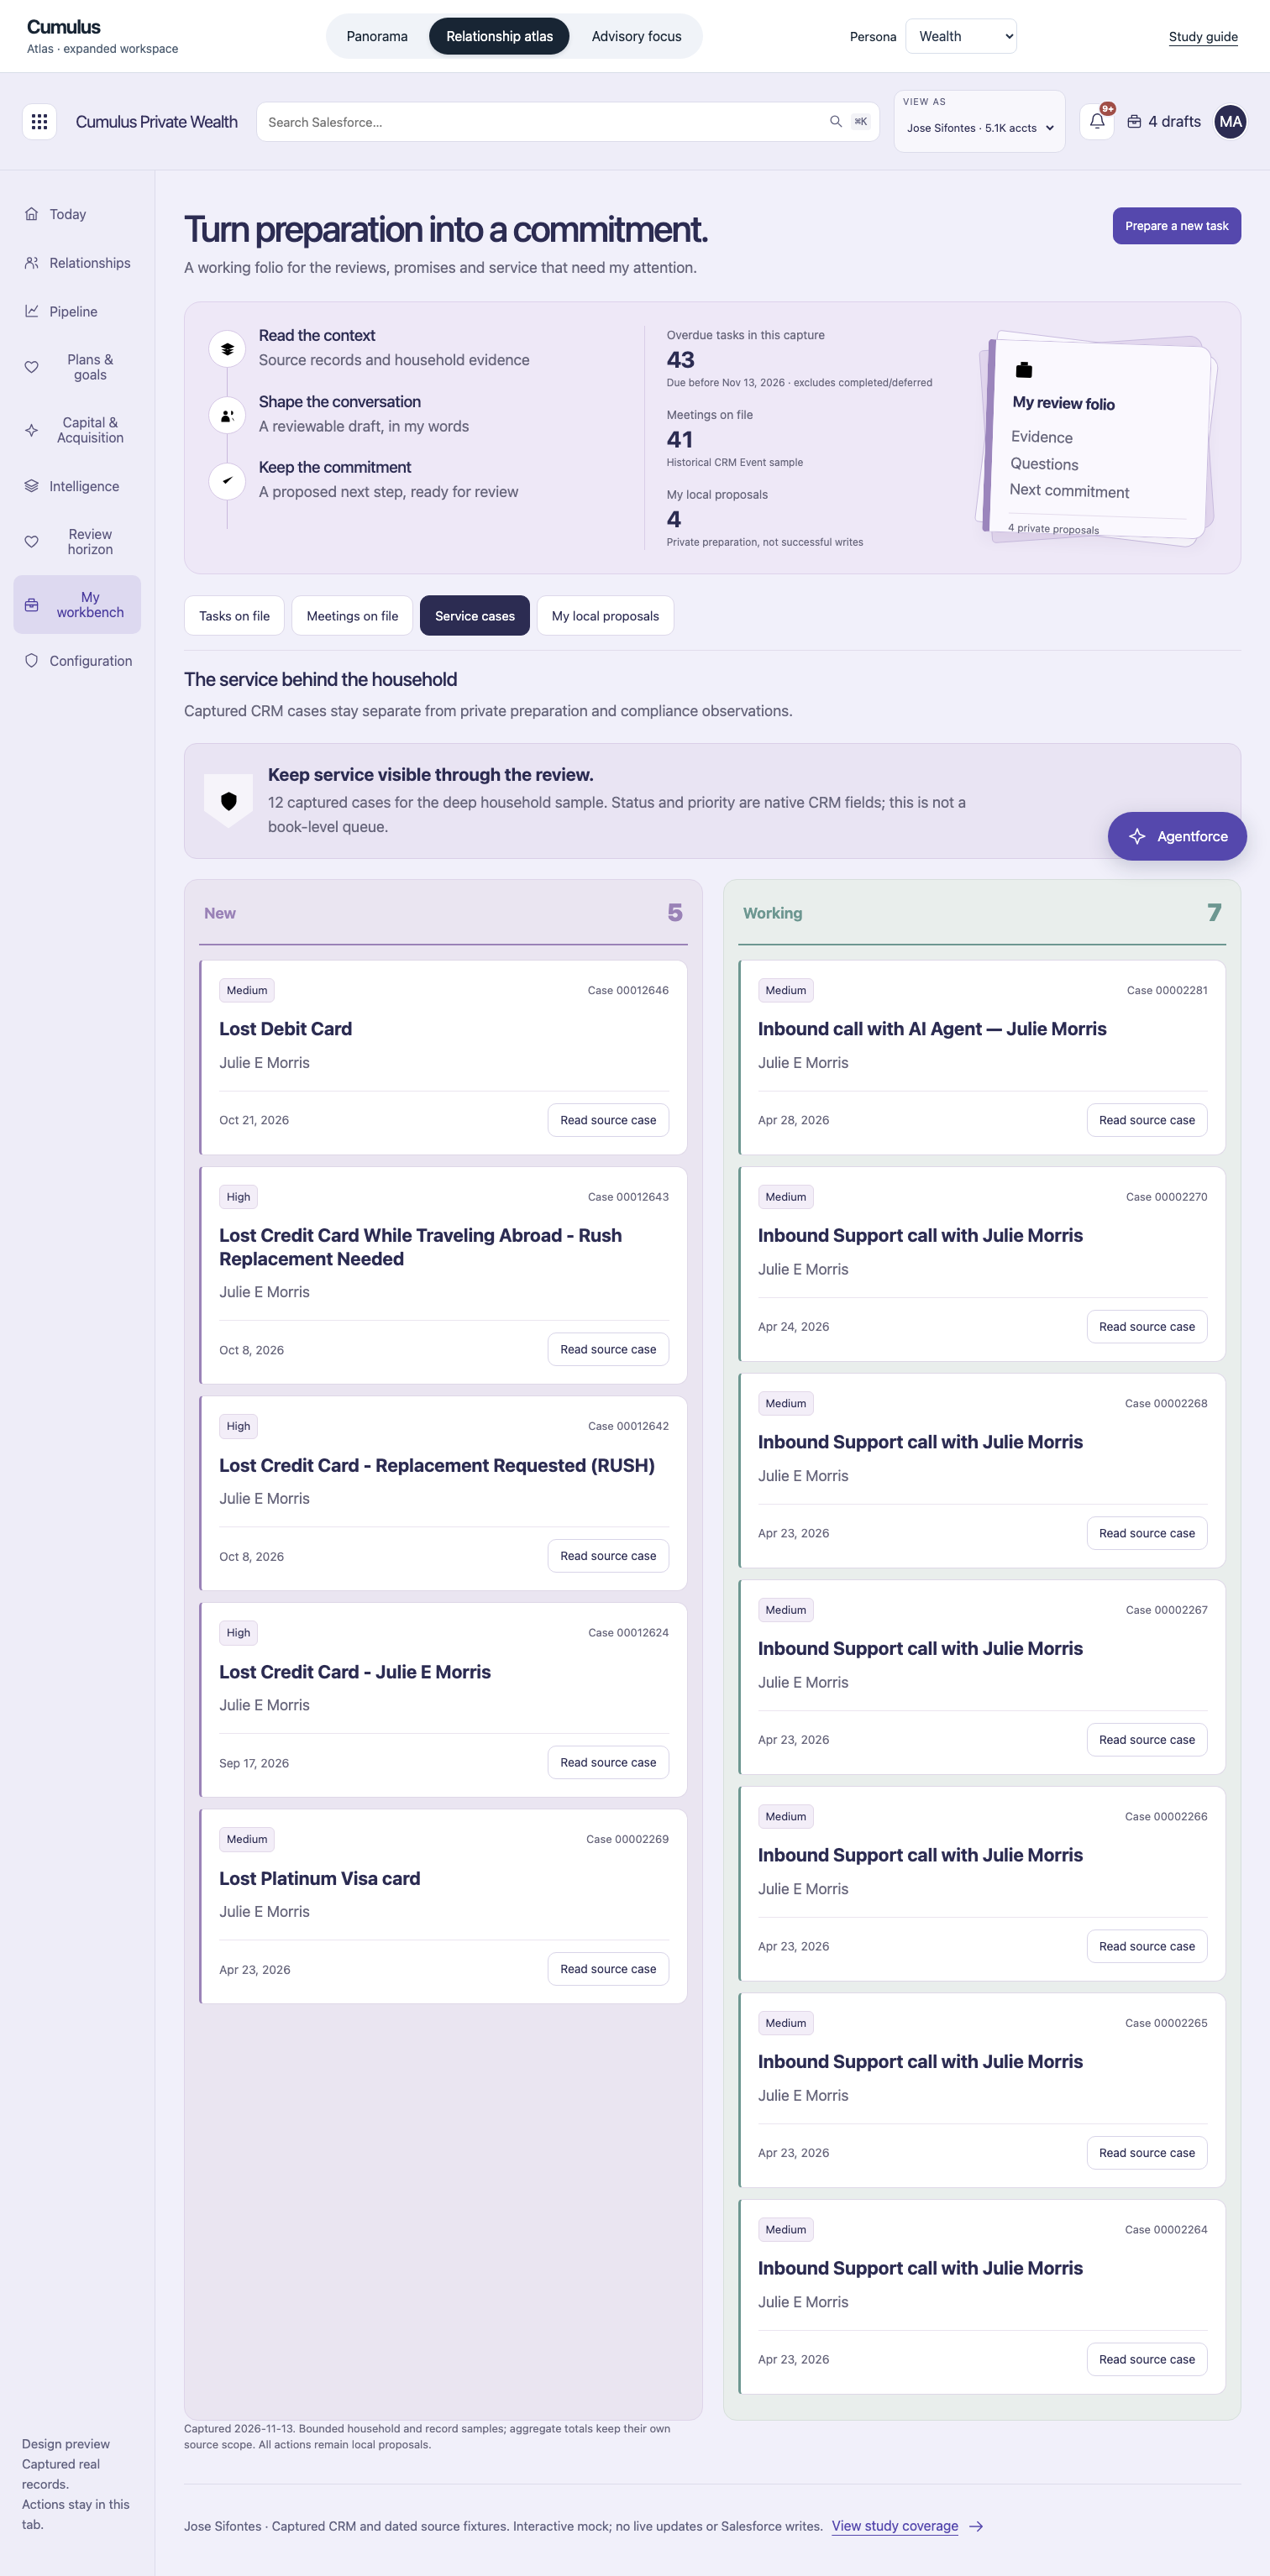 Cumulus
Atlas · expanded workspace
Panorama
Relationship atlas
Advisory focus
Persona
Wealth
Study guide
Cumulus Private Wealth
Search Salesforce...
⌘K
VIEW AS
Jose Sifontes · 5.1K accts
9+
4 drafts
MA
Today
Relationships
Pipeline
Plans &
goals
Capital &
Acquisition
Intelligence
Review
horizon
My
workbench
Configuration
Turn preparation into a commitment.
Prepare a new task
A working folio for the reviews, promises and service that need my attention.
Read the context
Source records and household evidence
Shape the conversation
A reviewable draft, in my words
Keep the commitment
A proposed next step, ready for review
Overdue tasks in this capture
43
Due before Nov 13, 2026 · excludes completed/deferred
Meetings on file
41
Historical CRM Event sample
My local proposals
4
Private preparation, not successful writes
My review folio
Evidence
Questions
Next commitment
4 private proposals
Tasks on file
Meetings on file
Service cases
My local proposals
The service behind the household
Captured CRM cases stay separate from private preparation and compliance observations.
Keep service visible through the review.
12 captured cases for the deep household sample. Status and priority are native CRM fields; this is not a
book-level queue.
Agentforce
New
5
Medium
Case 00012646
Lost Debit Card
Julie E Morris
Oct 21, 2026
Read source case
High
Case 00012643
Lost Credit Card While Traveling Abroad - Rush
Replacement Needed
Julie E Morris
Oct 8, 2026
Read source case
High
Case 00012642
Lost Credit Card - Replacement Requested (RUSH)
Julie E Morris
Oct 8, 2026
Read source case
High
Case 00012624
Lost Credit Card - Julie E Morris
Julie E Morris
Sep 17, 2026
Read source case
Medium
Case 00002269
Lost Platinum Visa card
Julie E Morris
Apr 23, 2026
Read source case
Working
7
Medium
Case 00002281
Inbound call with AI Agent — Julie Morris
Julie E Morris
Apr 28, 2026
Read source case
Medium
Case 00002270
Inbound Support call with Julie Morris
Julie E Morris
Apr 24, 2026
Read source case
Medium
Case 00002268
Inbound Support call with Julie Morris
Julie E Morris
Apr 23, 2026
Read source case
Medium
Case 00002267
Inbound Support call with Julie Morris
Julie E Morris
Apr 23, 2026
Read source case
Medium
Case 00002266
Inbound Support call with Julie Morris
Julie E Morris
Apr 23, 2026
Read source case
Medium
Case 00002265
Inbound Support call with Julie Morris
Julie E Morris
Apr 23, 2026
Read source case
Medium
Case 00002264
Inbound Support call with Julie Morris
Julie E Morris
Apr 23, 2026
Read source case
Captured 2026-11-13. Bounded household and record samples; aggregate totals keep their own
source scope. All actions remain local proposals.
Design preview
Captured real
records.
Actions stay in this
tab.
Jose Sifontes · Captured CRM and dated source fixtures. Interactive mock; no live updates or Salesforce writes.
View study coverage